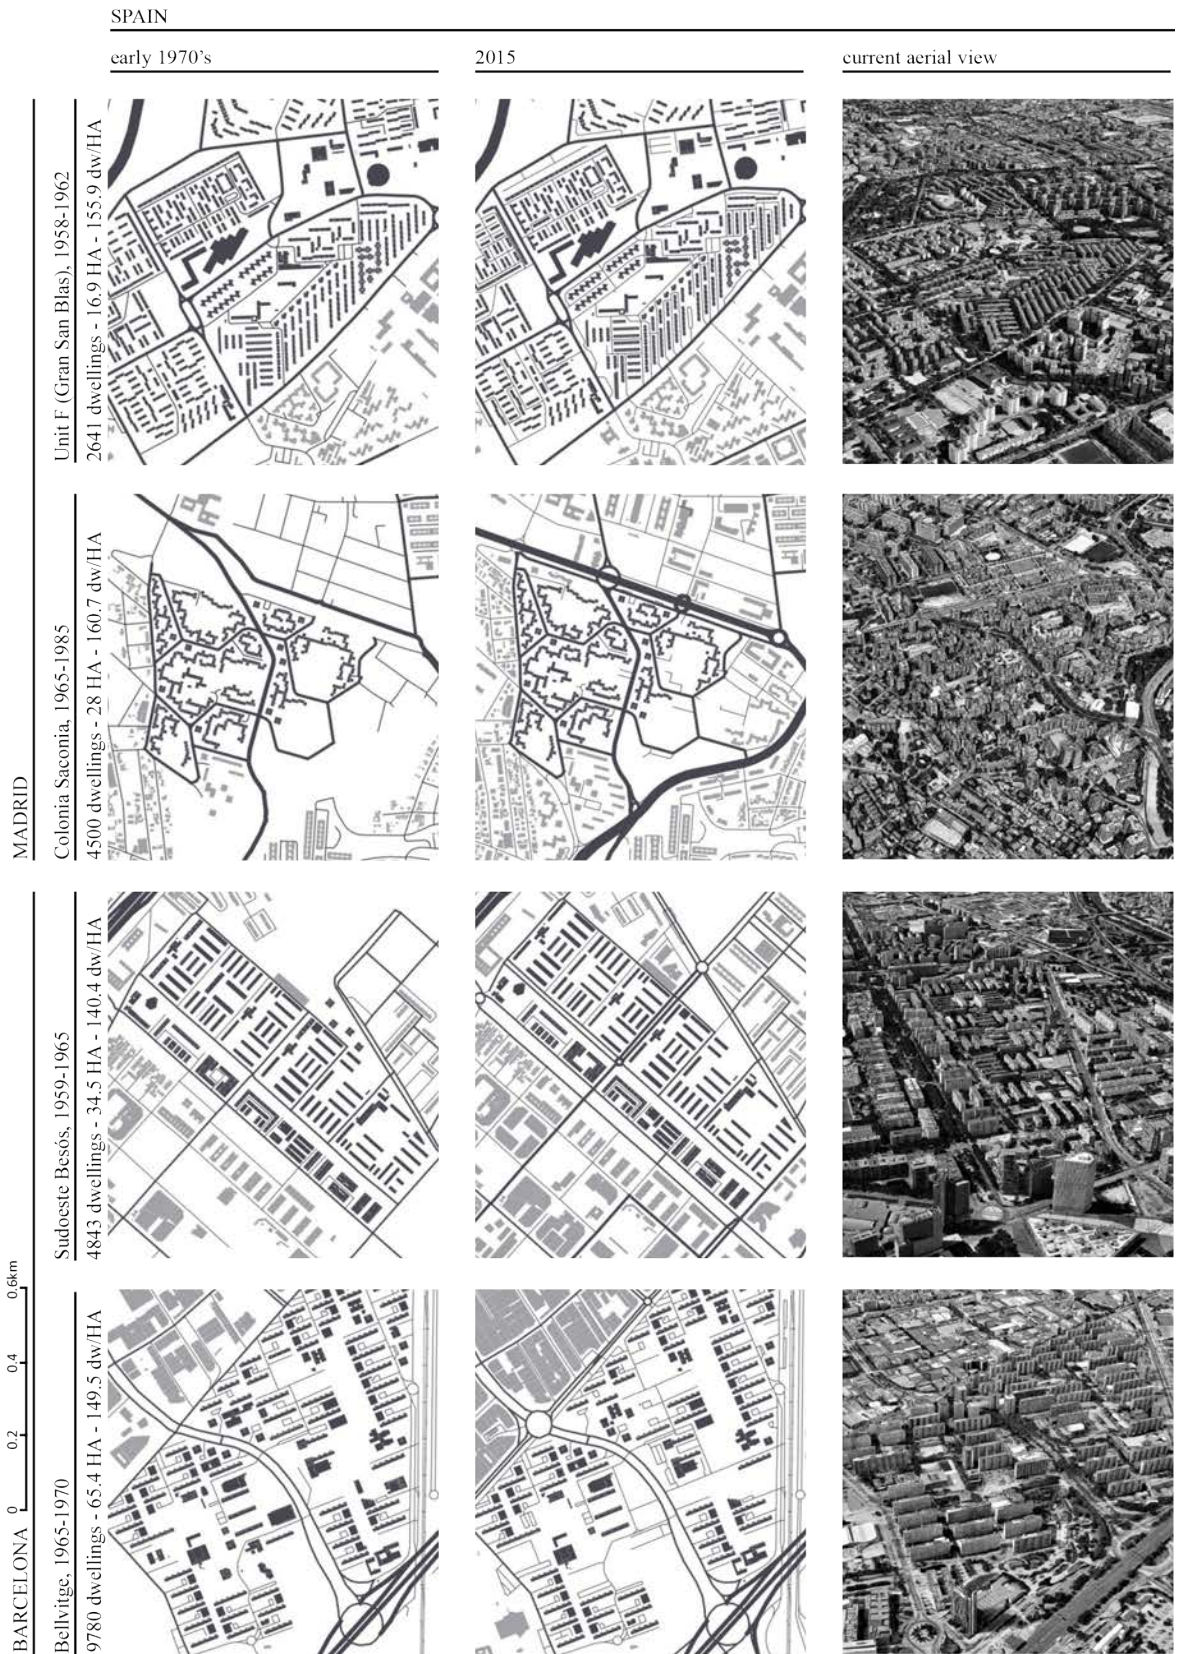 SPAIN
early 1970's
2015
current aerial view
MADRID
Unit F (Gran San Blas), 1958-1962
2641 dwellings - 16.9 HA - 155.9 dw/HA
Colonia Saconia, 1965-1985
4500 dwellings - 28 HA - 160.7 dw/HA
BARCELONA
0 0.2 0.4 0.6km
Sudoeste Besós, 1959-1965
4843 dwellings - 34.5 HA - 140.4 dw/HA
Bellvitge, 1965-1970
9780 dwellings - 65.4 HA - 149.5 dw/HA